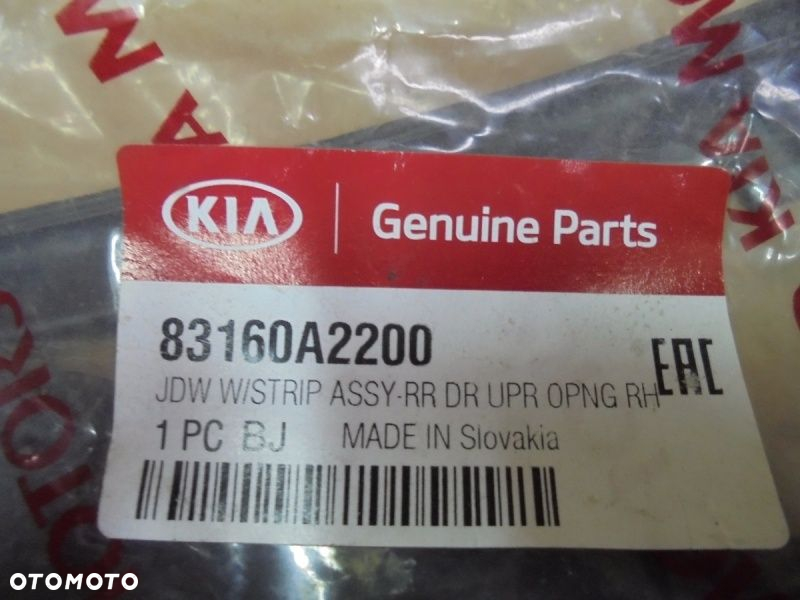 KIA Genuine Parts
83160A2200
EAC
JDW W/STRIP ASSY-RR DR UPR OPNG RH
1 PC BJ MADE IN Slovakia
OTOMOTO